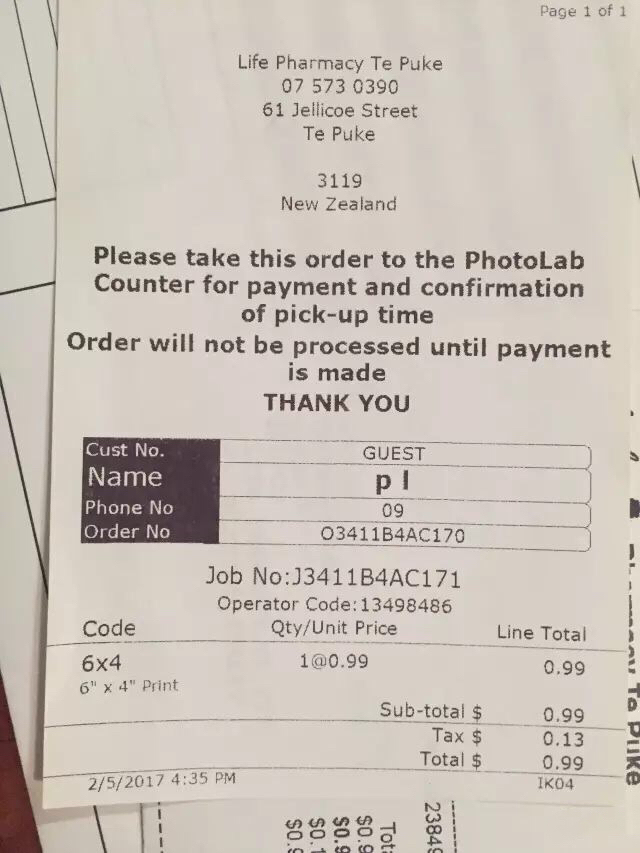 Page 1 of 1
Life Pharmacy Te Puke
07 573 0390
61 Jellicoe Street
Te Puke
3119
New Zealand
Please take this order to the PhotoLab
Counter for payment and confirmation
of pick-up time
Order will not be processed until payment
is made
THANK YOU
Cust No. GUEST
Name p l
Phone No 09
Order No O3411B4AC170
Job No:J3411B4AC171
Operator Code:13498486
Code Qty/Unit Price Line Total
6x4 1@0.99 0.99
6" x 4" Print
Sub-total $ 0.99
Tax $ 0.13
Total $ 0.99
2/5/2017 4:35 PM IK04
Te Puke